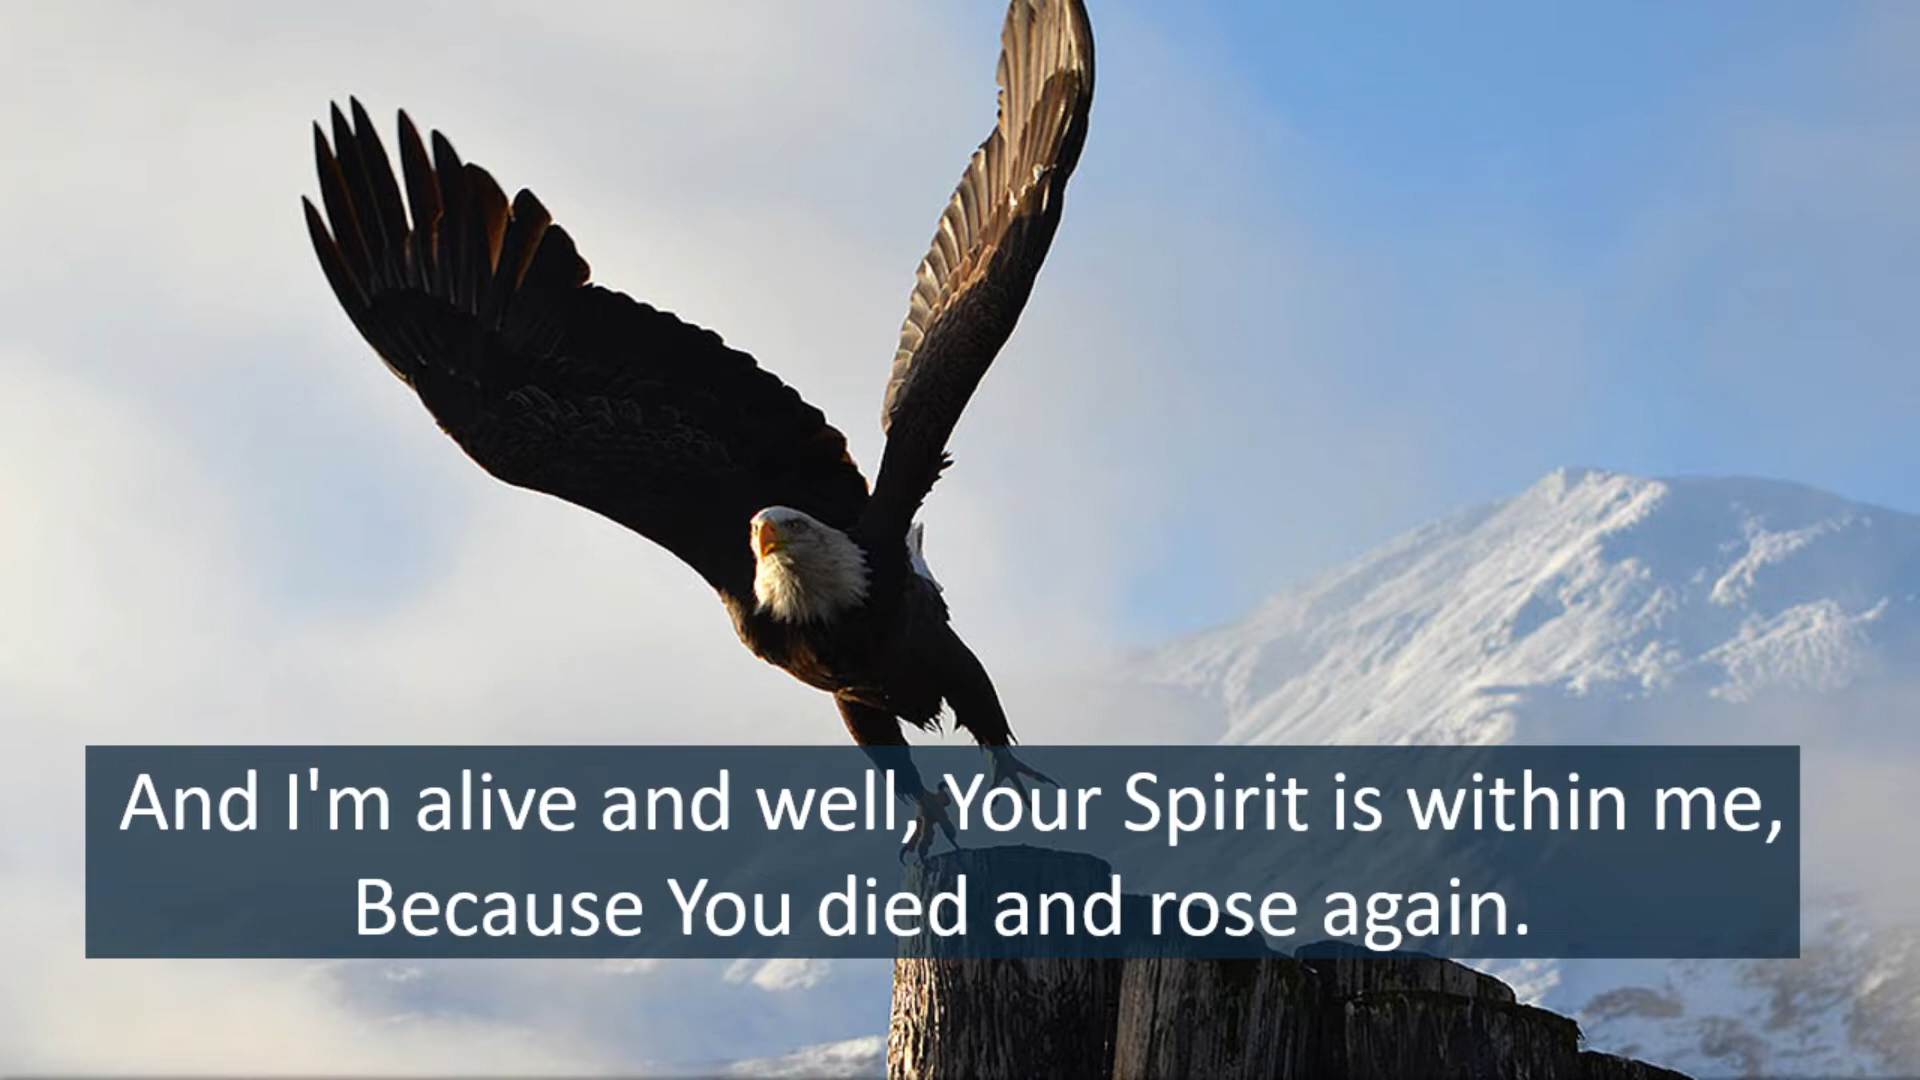 And I'm alive and well, Your Spirit is within me,
Because You died and rose again.